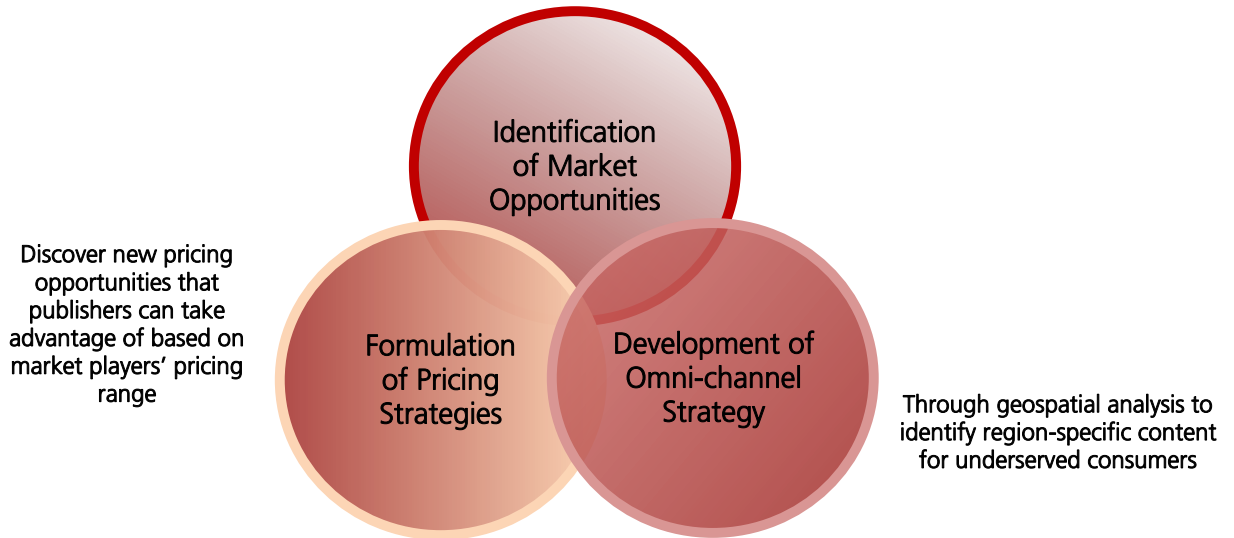 Identification
of Market
Opportunities
Discover new pricing
opportunities that
publishers can take
advantage of based on
market players’ pricing
range
Formulation
of Pricing
Strategies
Development of
Omni-channel
Strategy
Through geospatial analysis to
identify region-specific content
for underserved consumers